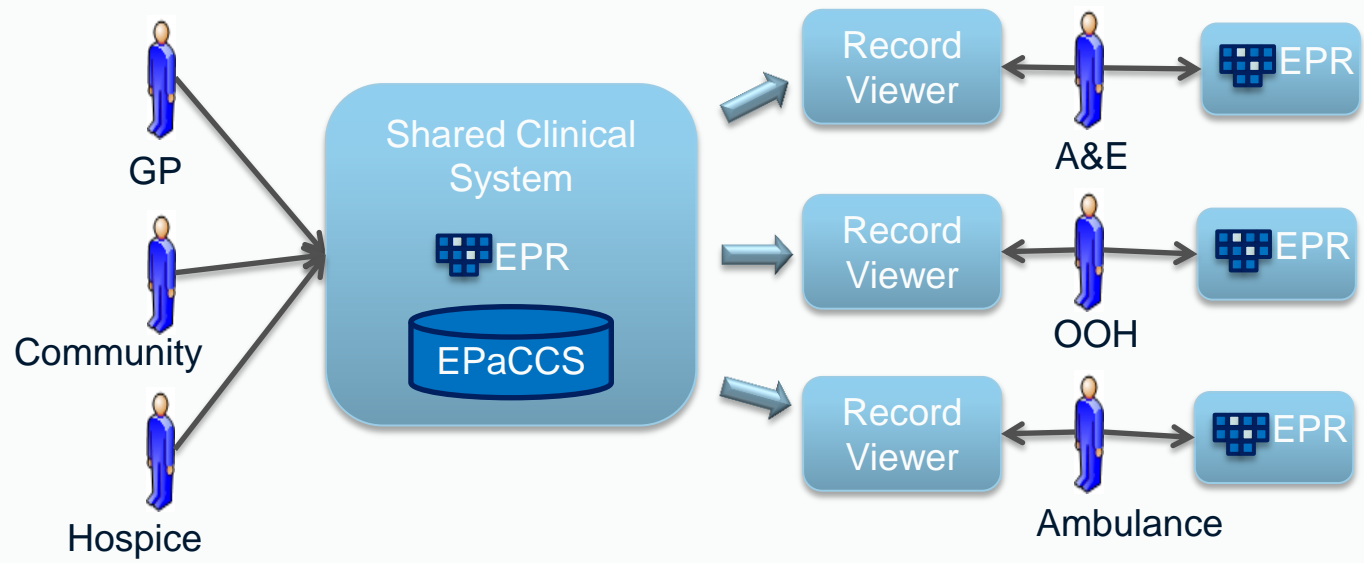 GP
Community
Hospice
Shared Clinical
System
EPR
EPaCCS
Record
Viewer
A&E
EPR
Record
Viewer
OOH
EPR
Record
Viewer
Ambulance
EPR